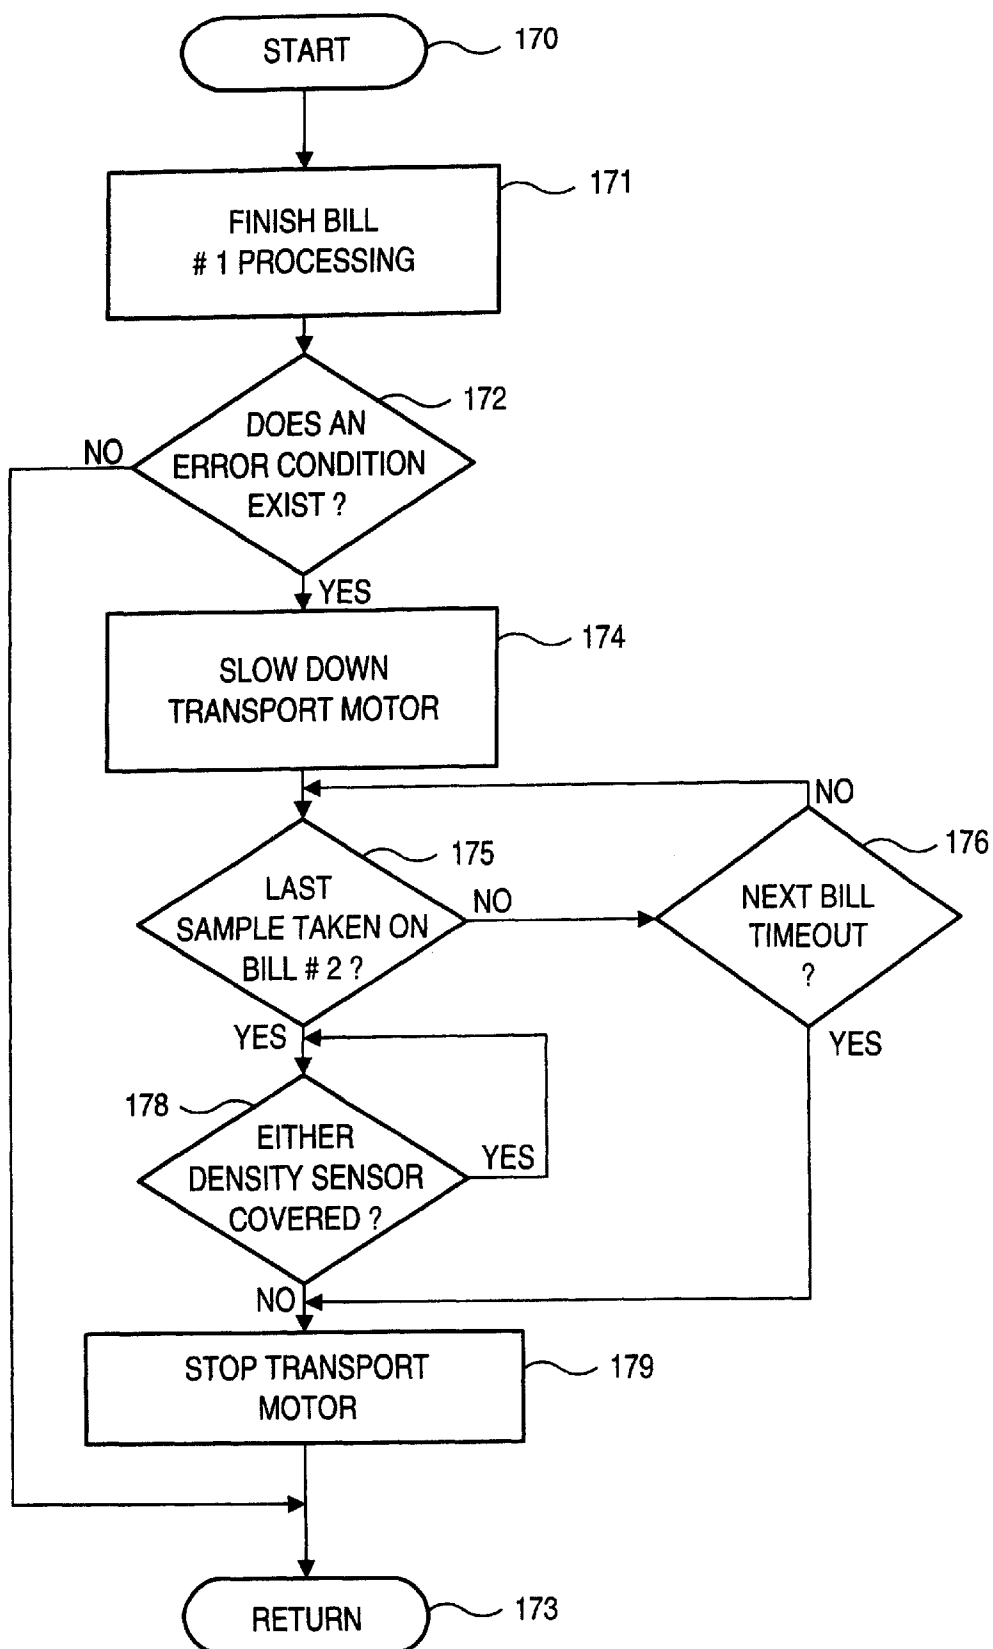 START
170
171
FINISH BILL
# 1 PROCESSING
172
DOES AN
ERROR CONDITION
EXIST ?
NO
YES
174
SLOW DOWN
TRANSPORT MOTOR
NO
175
176
LAST
SAMPLE TAKEN ON
BILL # 2 ?
NO
NEXT BILL
TIMEOUT
?
YES
YES
178
EITHER
DENSITY SENSOR
COVERED ?
YES
NO
STOP TRANSPORT
MOTOR
179
RETURN
173